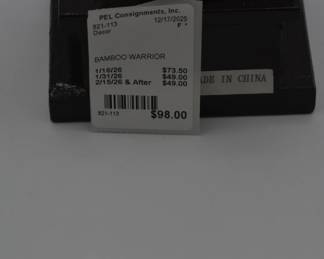 PEL Consignments, Inc.
821-113 12/17/2025
Decor F *
BAMBOO WARRIOR
1/16/26 $73.50
1/31/26 $49.00
2/15/26 & After $49.00
821-113 $98.00
ADE IN CHINA